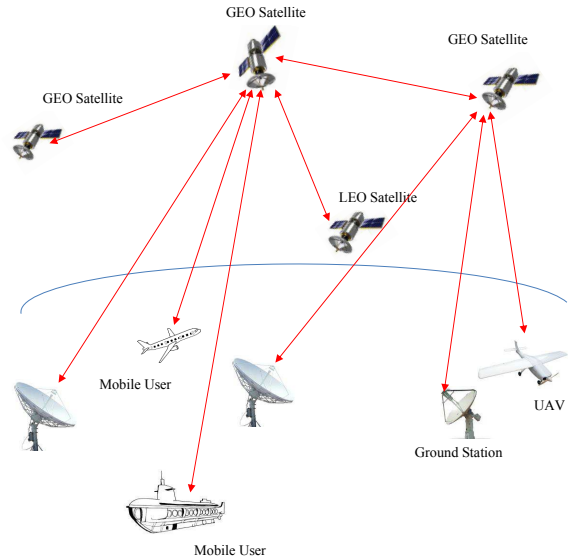 GEO Satellite
GEO Satellite
GEO Satellite
LEO Satellite
Mobile User
UAV
Ground Station
Mobile User